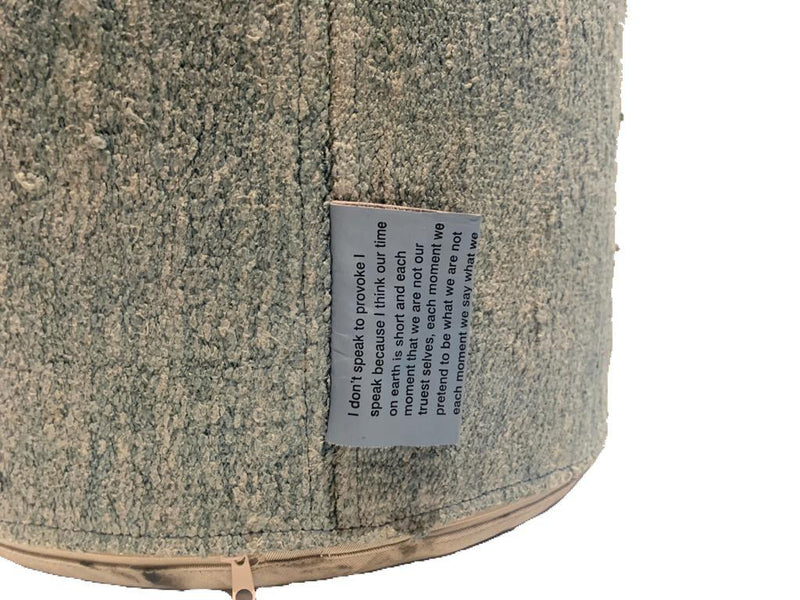 I don't speak to provoke I
speak because I think our time
on earth is short and each
moment that we are not our
truest selves, each moment we
pretend to be what we are not
each moment we say what we